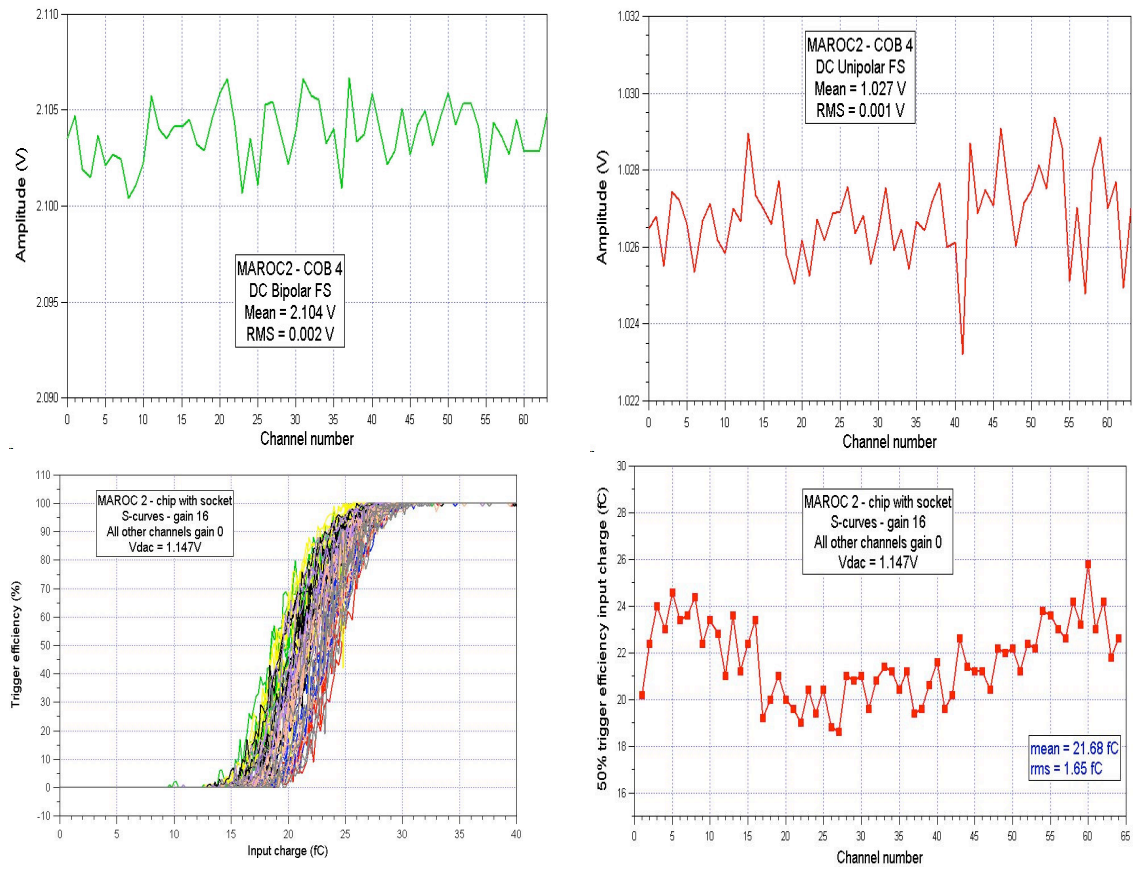 2.110
2.105
2.100
2.095
2.090
Amplitude (V)
MAROC2 - COB 4
DC Bipolar FS
Mean = 2.104 V
RMS = 0.002 V
0 5 10 15 20 25 30 35 40 45 50 55 60
Channel number
1.032
1.030
1.028
1.026
1.024
1.022
Amplitude (V)
MAROC2 - COB 4
DC Unipolar FS
Mean = 1.027 V
RMS = 0.001 V
0 5 10 15 20 25 30 35 40 45 50 55 60
Channel number
110
100
90
80
70
60
50
40
30
20
10
0
-10
Trigger efficiency (%)
MAROC 2 - chip with socket
S-curves - gain 16
All other channels gain 0
Vdac = 1.147V
0 5 10 15 20 25 30 35 40
Input charge (fC)
30
28
26
24
22
20
18
16
50% trigger efficiency input charge (fC)
MAROC 2 - chip with socket
S-curves - gain 16
All other channels gain 0
Vdac = 1.147V
mean = 21.68 fC
rms = 1.65 fC
0 5 10 15 20 25 30 35 40 45 50 55 60 65
Channel number